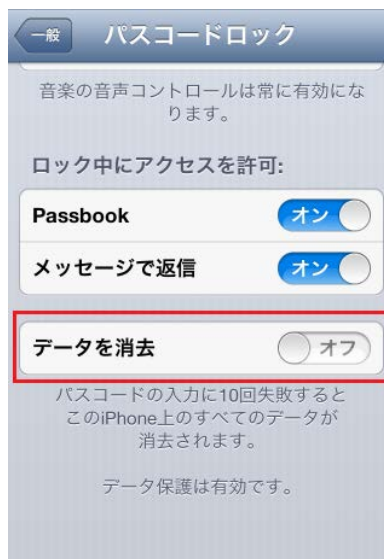 一般
パスコードロック
音楽の音声コントロールは常に有効にな
ります。
ロック中にアクセスを許可:
Passbook オン
メッセージで返信 オン
データを消去 オフ
パスコードの入力に10回失敗すると
このiPhone上のすべてのデータが
消去されます。
データ保護は有効です。